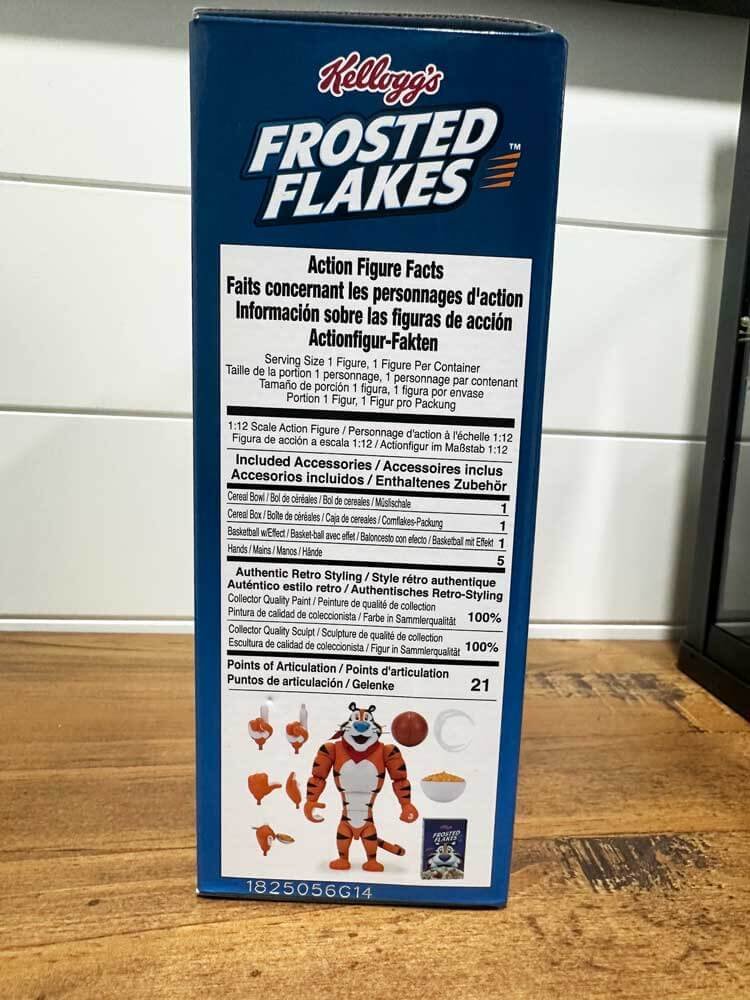 Kellogg's
FROSTED
FLAKES
TM
Action Figure Facts
Faits concernant les personnages d'action
Información sobre las figuras de acción
Actionfigur-Fakten
Serving Size 1 Figure, 1 Figure Per Container
Taille de la portion 1 personnage, 1 personnage par contenant
Tamaño de porción 1 figura, 1 figura por envase
Portion 1 Figur, 1 Figur pro Packung
1:12 Scale Action Figure / Personnage d'action à l'échelle 1:12
Figura de acción a escala 1:12 / Actionfigur im Maßstab 1:12
Included Accessories / Accessoires inclus
Accesorios incluidos / Enthaltenes Zubehör
Cereal Bowl / Bol de céréales / Bol de cereales / Müslischale 1
Cereal Box / Boîte de céréales / Caja de cereales / Cornflakes-Packung 1
Basketball w/Effect / Basket-ball avec effet / Baloncesto con efecto / Basketball mit Effekt 1
Hands / Mains / Manos / Hände 5
Authentic Retro Styling / Style rétro authentique
Auténtico estilo retro / Authentisches Retro-Styling
Collector Quality Paint / Peinture de qualité de collection
Pintura de calidad de coleccionista / Farbe in Sammlerqualität 100%
Collector Quality Sculpt / Sculpture de qualité de collection
Escultura de calidad de coleccionista / Figur in Sammlerqualität 100%
Points of Articulation / Points d'articulation
Puntos de articulación / Gelenke 21
FROSTED
FLAKES
1825056G14